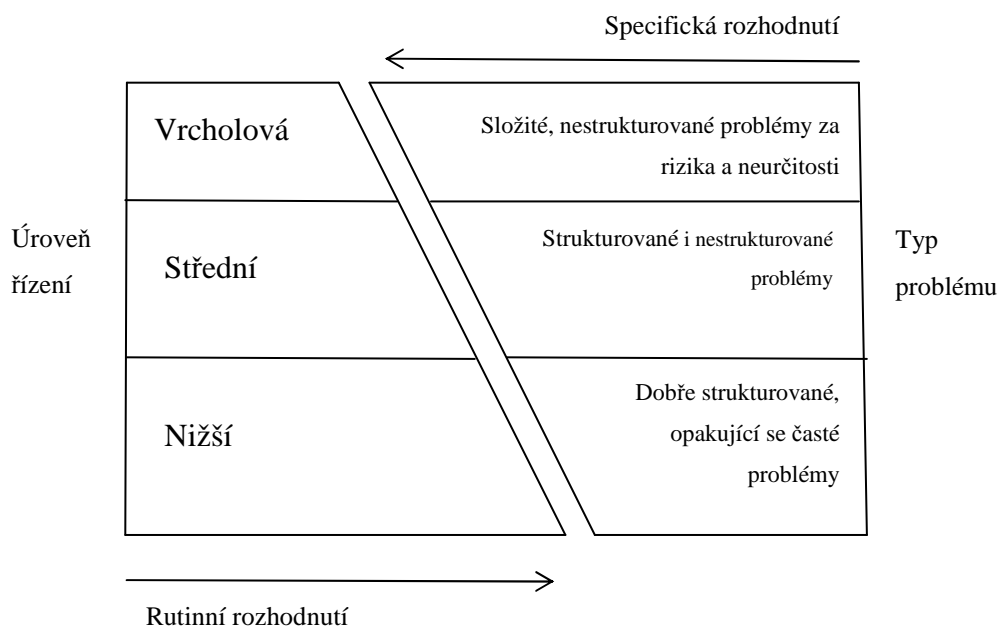 Specifická rozhodnutí
Vrcholová
Složité, nestrukturované problémy za
rizika a neurčitosti
Úroveň
řízení
Střední
Strukturované i nestrukturované
problémy
Typ
problému
Nižší
Dobře strukturované,
opakující se časté
problémy
Rutinní rozhodnutí